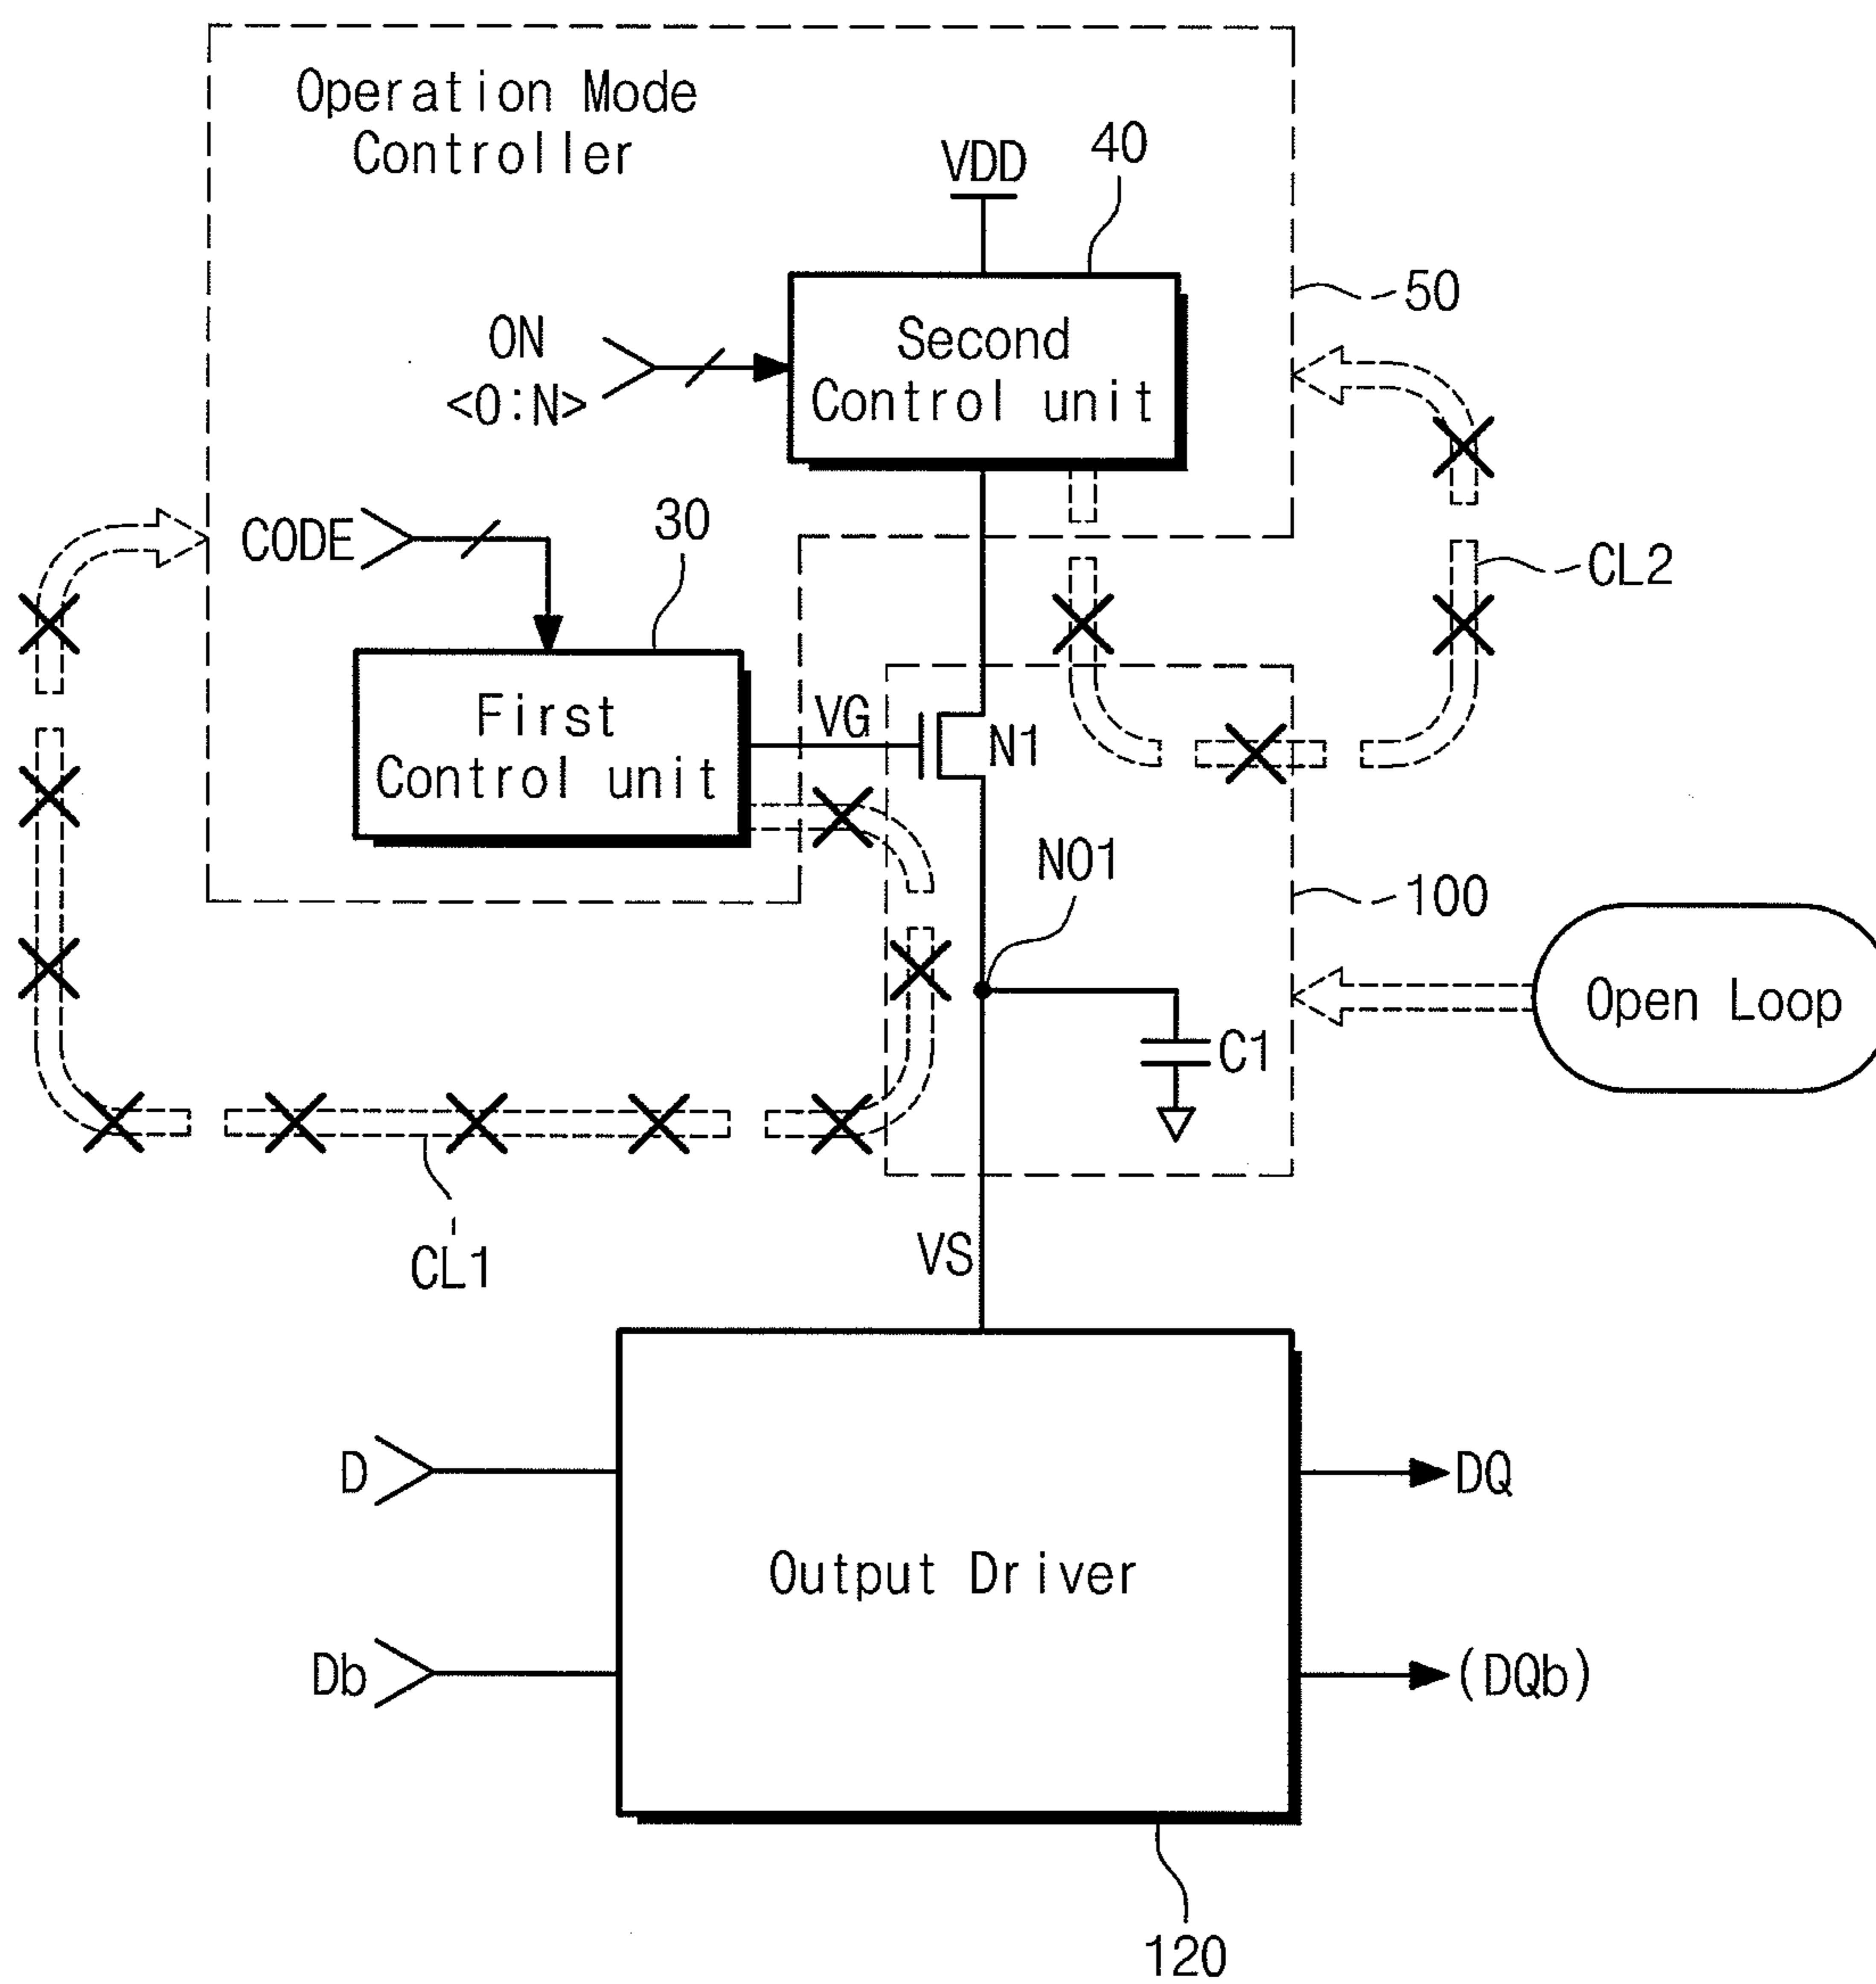 Operation Mode
Controller
VDD
40
50
ON
<0:N>
Second
Control unit
CODE
30
CL2
First
Control unit
VG
N1
NO1
100
Open Loop
C1
CL1
VS
D
DQ
Output Driver
Db
(DQb)
120